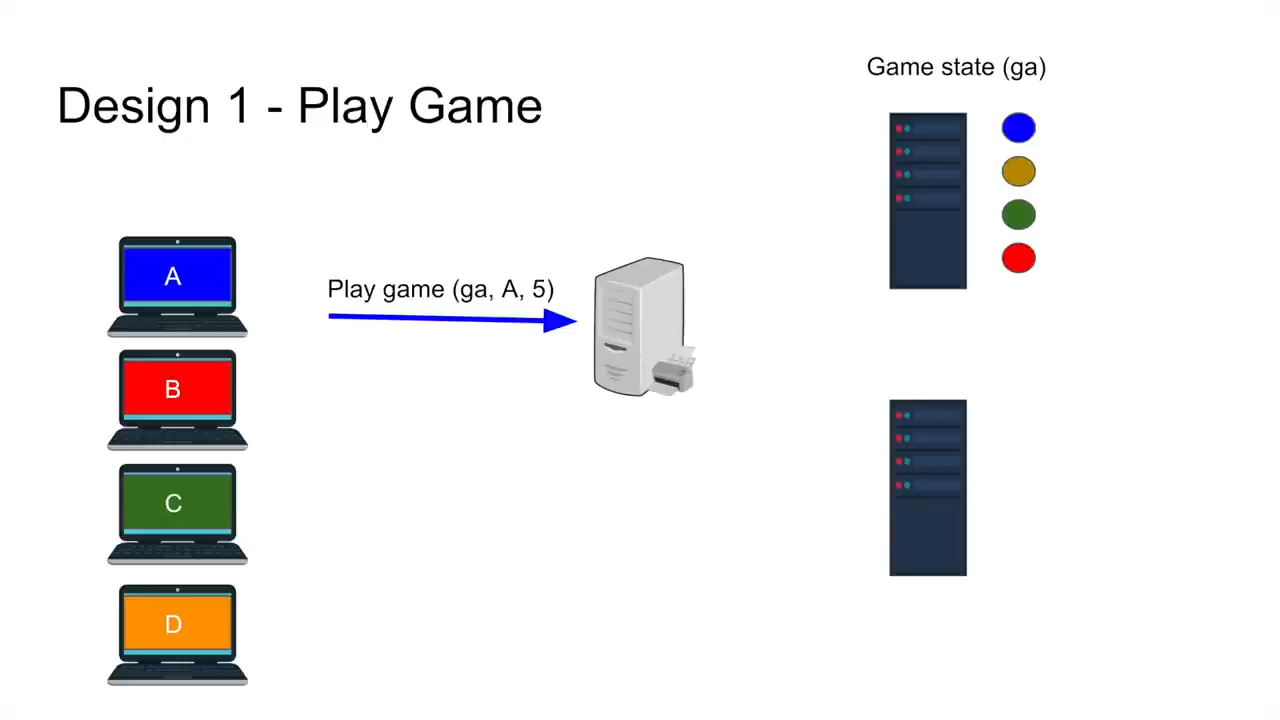 Design 1 - Play Game
Game state (ga)
Play game (ga, A, 5)
A
B
C
D